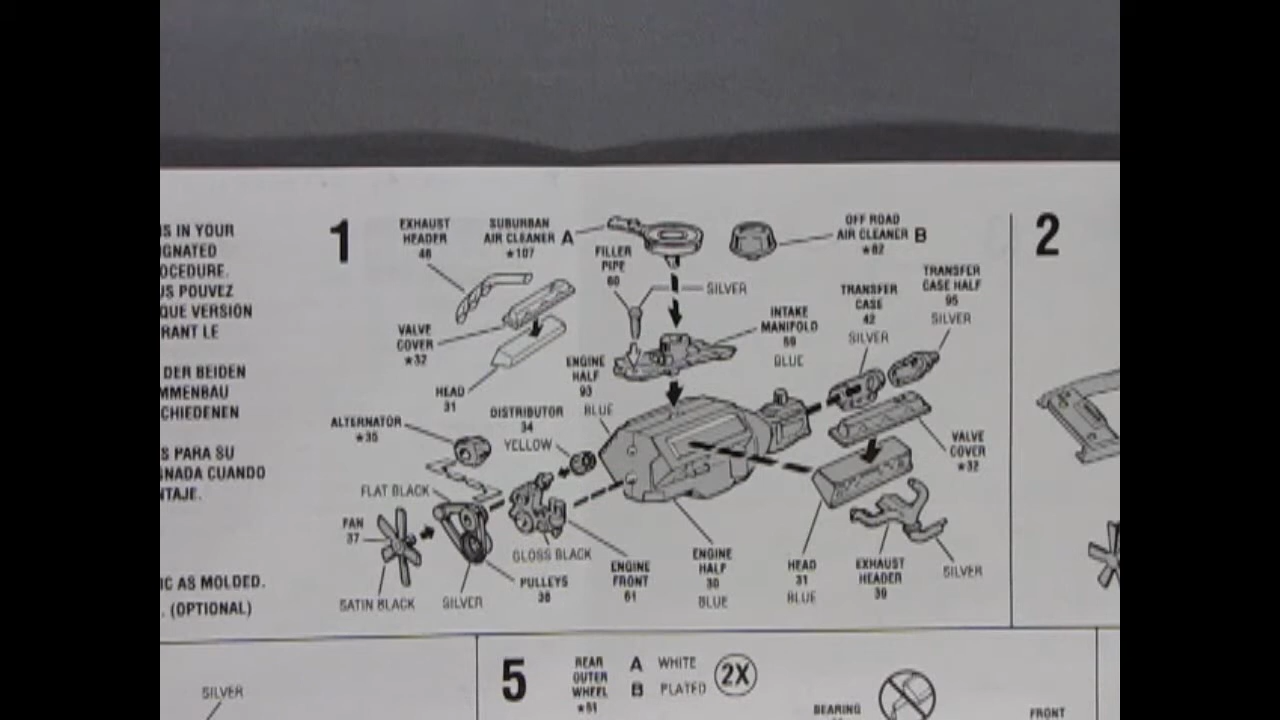 S IN YOUR
GNATED
OCEDURE.
US POUVEZ
QUE VERSION
RANT LE
DER BEIDEN
MMENBAU
SCHIEDENEN
S PARA SU
GNADA CUANDO
NTAJE.
IC AS MOLDED.
. (OPTIONAL)
1
EXHAUST
HEADER
46
SUBURBAN
AIR CLEANER A
★107
FILLER
PIPE
60
SILVER
OFF ROAD
AIR CLEANER B
★82
TRANSFER
CASE HALF
95
SILVER
TRANSFER
CASE
42
SILVER
INTAKE
MANIFOLD
59
BLUE
VALVE
COVER
★32
HEAD
31
ENGINE
HALF
93
BLUE
DISTRIBUTOR
34
YELLOW
ALTERNATOR
★35
FLAT BLACK
FAN
37
SATIN BLACK
SILVER
PULLEYS
38
GLOSS BLACK
ENGINE
FRONT
61
ENGINE
HALF
30
BLUE
HEAD
31
BLUE
EXHAUST
HEADER
39
SILVER
VALVE
COVER
★32
2
SILVER
5
REAR
OUTER
WHEEL
★51
A WHITE
B PLATED
2X
BEARING
FRONT